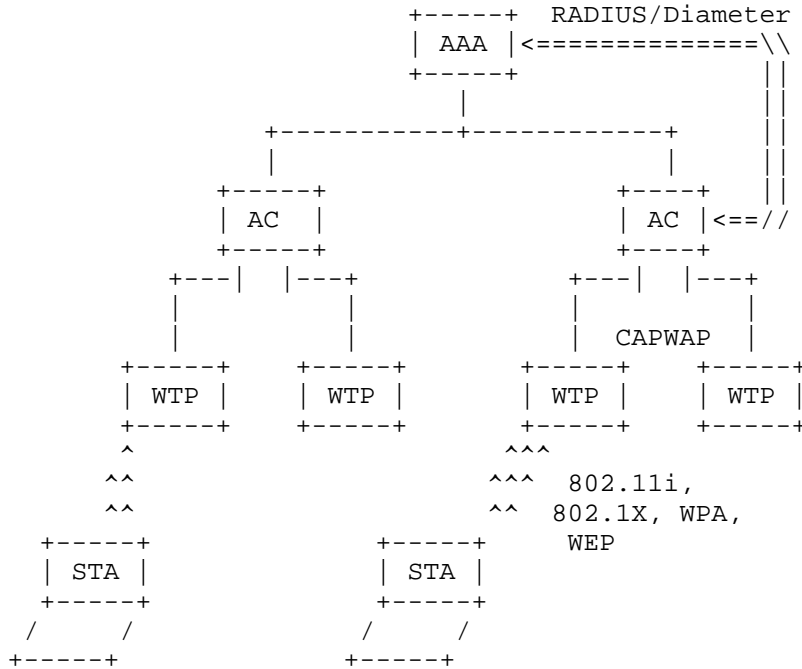 RADIUS/Diameter
AAA
AC AC
CAPWAP
WTP WTP WTP WTP
802.11i,
802.1X, WPA,
WEP
STA STA